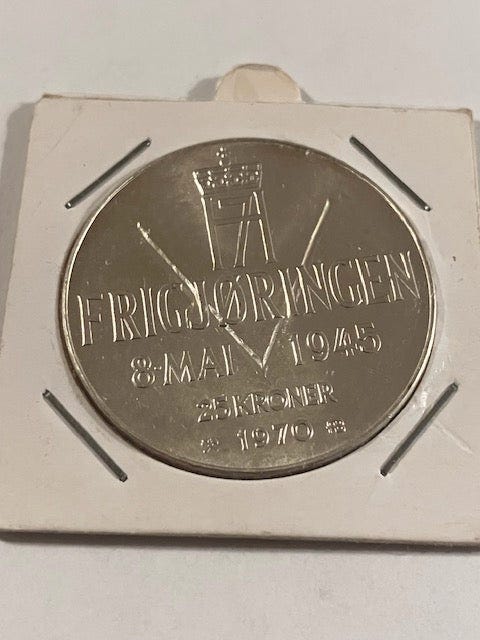 FRIGJØRINGEN
8·MAI 1945
25 KRONER
1970